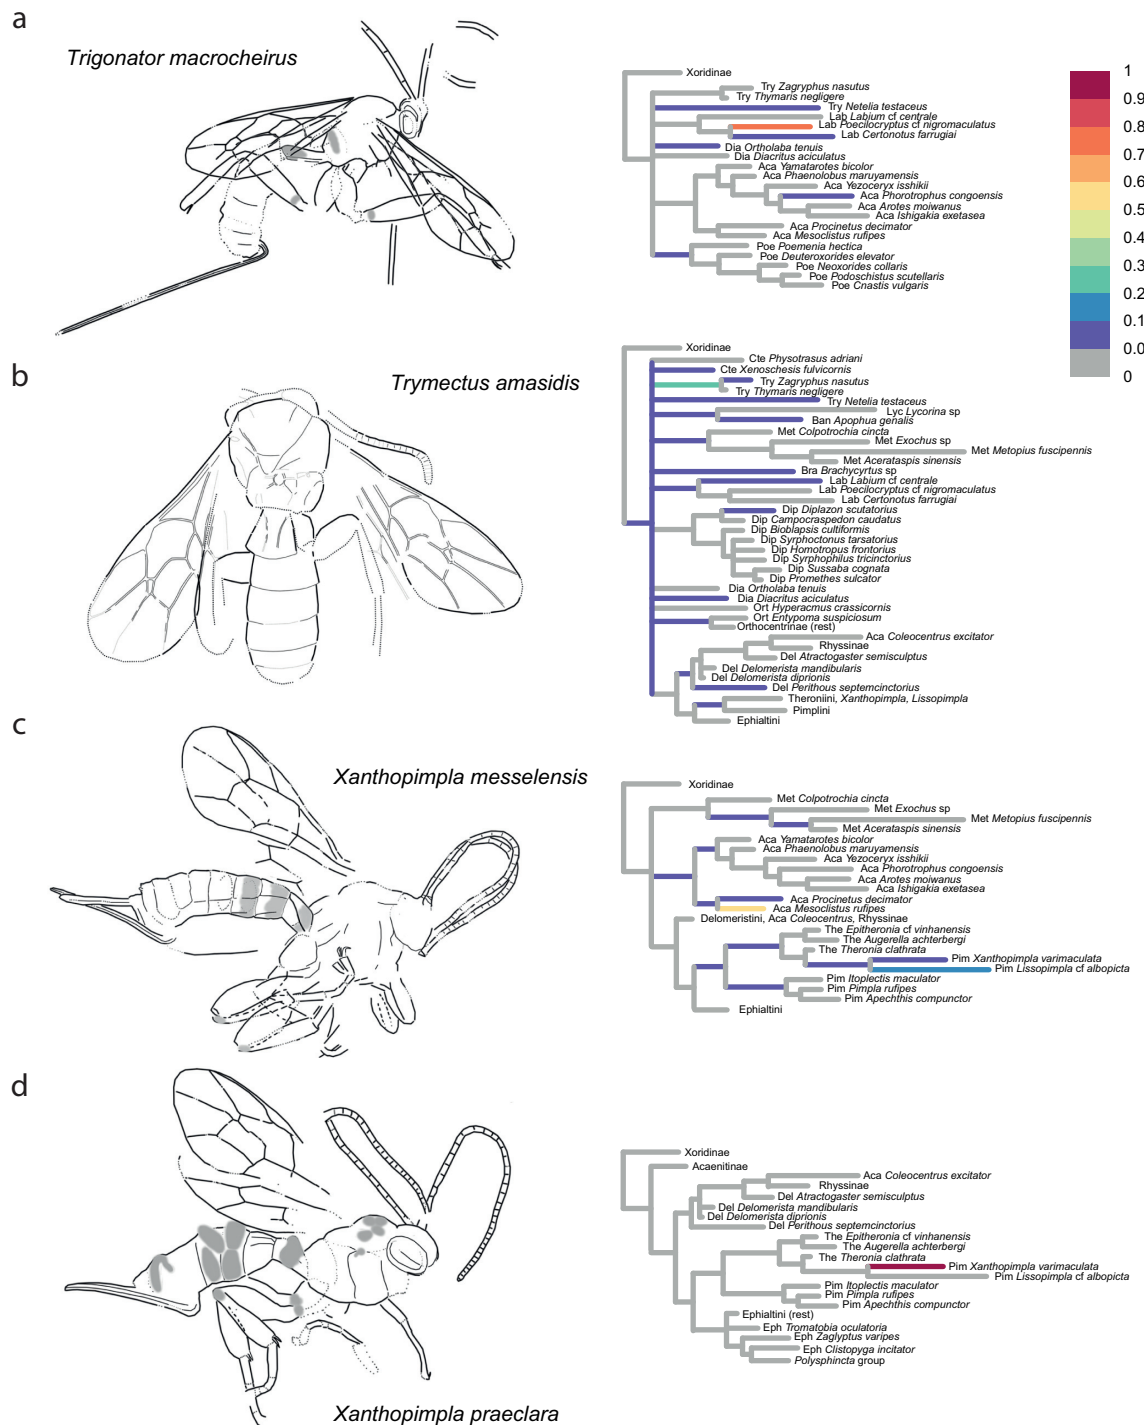 a
Trigonator macrocheirus
Xoridinae
Try Zagryphus nasutus
Try Thymaris negligere
Try Netelia testaceus
Lab Labium cf centrale
Lab Poecilocryptus cf nigromaculatus
Lab Certonotus farrugiai
Dia Ortholaba tenuis
Dia Diacritus aciculatus
Aca Yamatarotes bicolor
Aca Phaenolobus maruyamensis
Aca Yezoceryx isshikii
Aca Phorotrophus congoensis
Aca Arotes moiwanus
Aca Ishigakia exetasea
Aca Procinetus decimator
Aca Mesoclistus rufipes
Poe Poemenia hectica
Poe Deuteroxorides elevator
Poe Neoxorides collaris
Poe Podoschistus scutellaris
Poe Cnastis vulgaris
1
0.9
0.8
0.7
0.6
0.5
0.4
0.3
0.2
0.1
0.0
0
b
Trymectus amasidis
Xoridinae
Cte Physotrasus adriani
Cte Xenoschesis fulvicornis
Try Zagryphus nasutus
Try Thymaris negligere
Try Netelia testaceus
Lyc Lycorina sp
Ban Apophua genalis
Met Colpotrochia cincta
Met Exochus sp
Met Metopius fuscipennis
Met Acerataspis sinensis
Bra Brachycyrtus sp
Lab Labium cf centrale
Lab Poecilocryptus cf nigromaculatus
Lab Certonotus farrugiai
Dip Diplazon scutatorius
Dip Campocraspedon caudatus
Dip Bioblapsis cultiformis
Dip Syrphoctonus tarsatorius
Dip Homotropus frontorius
Dip Syrphophilus tricinctorius
Dip Sussaba cognata
Dip Promethes sulcator
Dia Ortholaba tenuis
Dia Diacritus aciculatus
Ort Hyperacmus crassicornis
Ort Entypoma suspiciosum
Orthocentrinae (rest)
Aca Coleocentrus excitator
Rhyssinae
Del Atractogaster semisculptus
Del Delomerista mandibularis
Del Delomerista diprionis
Del Perithous septemcinctorius
Theroniini, Xanthopimpla, Lissopimpla
Pimplini
Ephialtini
c
Xanthopimpla messelensis
Xoridinae
Met Colpotrochia cincta
Met Exochus sp
Met Metopius fuscipennis
Met Acerataspis sinensis
Aca Yamatarotes bicolor
Aca Phaenolobus maruyamensis
Aca Yezoceryx isshikii
Aca Phorotrophus congoensis
Aca Arotes moiwanus
Aca Ishigakia exetasea
Aca Procinetus decimator
Aca Mesoclistus rufipes
Delomeristini, Aca Coleocentrus, Rhyssinae
The Epitheronia cf vinhanensis
The Augerella achterbergi
The Theronia clathrata
Pim Xanthopimpla varimaculata
Pim Lissopimpla cf albopicta
Pim Itoplectis maculator
Pim Pimpla rufipes
Pim Apechthis compunctor
Ephialtini
d
Xanthopimpla praeclara
Xoridinae
Acaenitinae
Aca Coleocentrus excitator
Rhyssinae
Del Atractogaster semisculptus
Del Delomerista mandibularis
Del Delomerista diprionis
Del Perithous septemcinctorius
The Epitheronia cf vinhanensis
The Augerella achterbergi
The Theronia clathrata
Pim Xanthopimpla varimaculata
Pim Lissopimpla cf albopicta
Pim Itoplectis maculator
Pim Pimpla rufipes
Pim Apechthis compunctor
Ephialtini (rest)
Eph Tromatobia oculatoria
Eph Zaglyptus varipes
Eph Clistopyga incitator
Polysphincta group